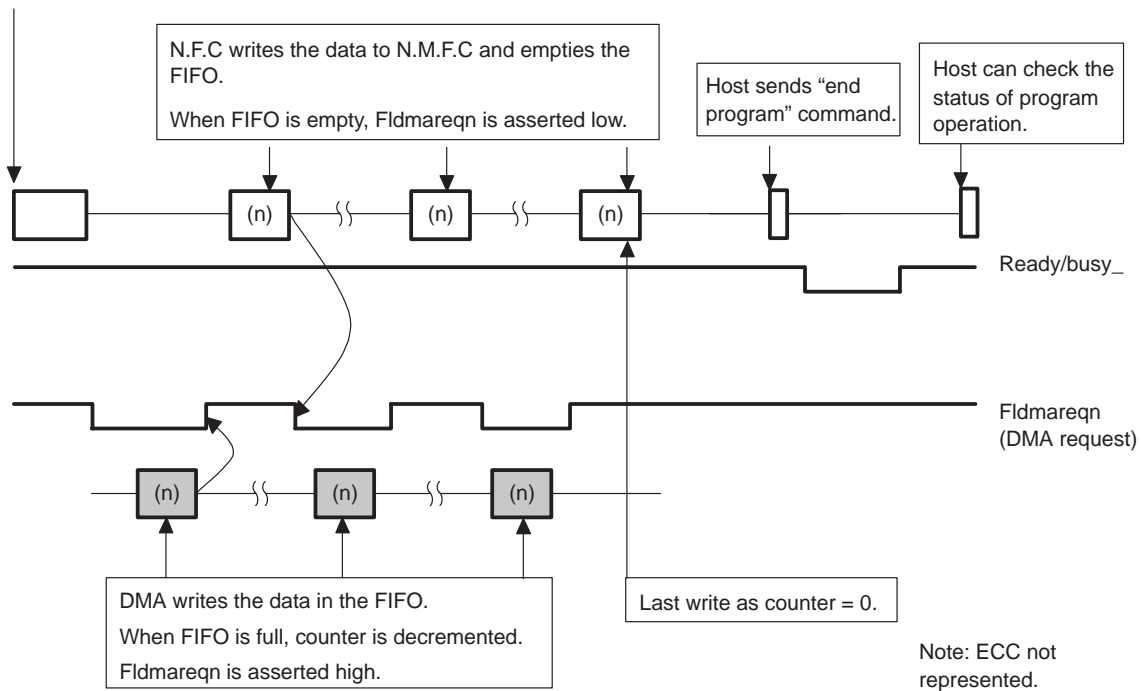 N.F.C writes the data to N.M.F.C and empties the
FIFO.
When FIFO is empty, Fldmareqn is asserted low.
Host sends “end
program” command.
Host can check the
status of program
operation.
(n)
(n)
(n)
Ready/busy_
Fldmareqn
(DMA request)
(n)
(n)
(n)
DMA writes the data in the FIFO.
When FIFO is full, counter is decremented.
Fldmareqn is asserted high.
Last write as counter = 0.
Note: ECC not
represented.